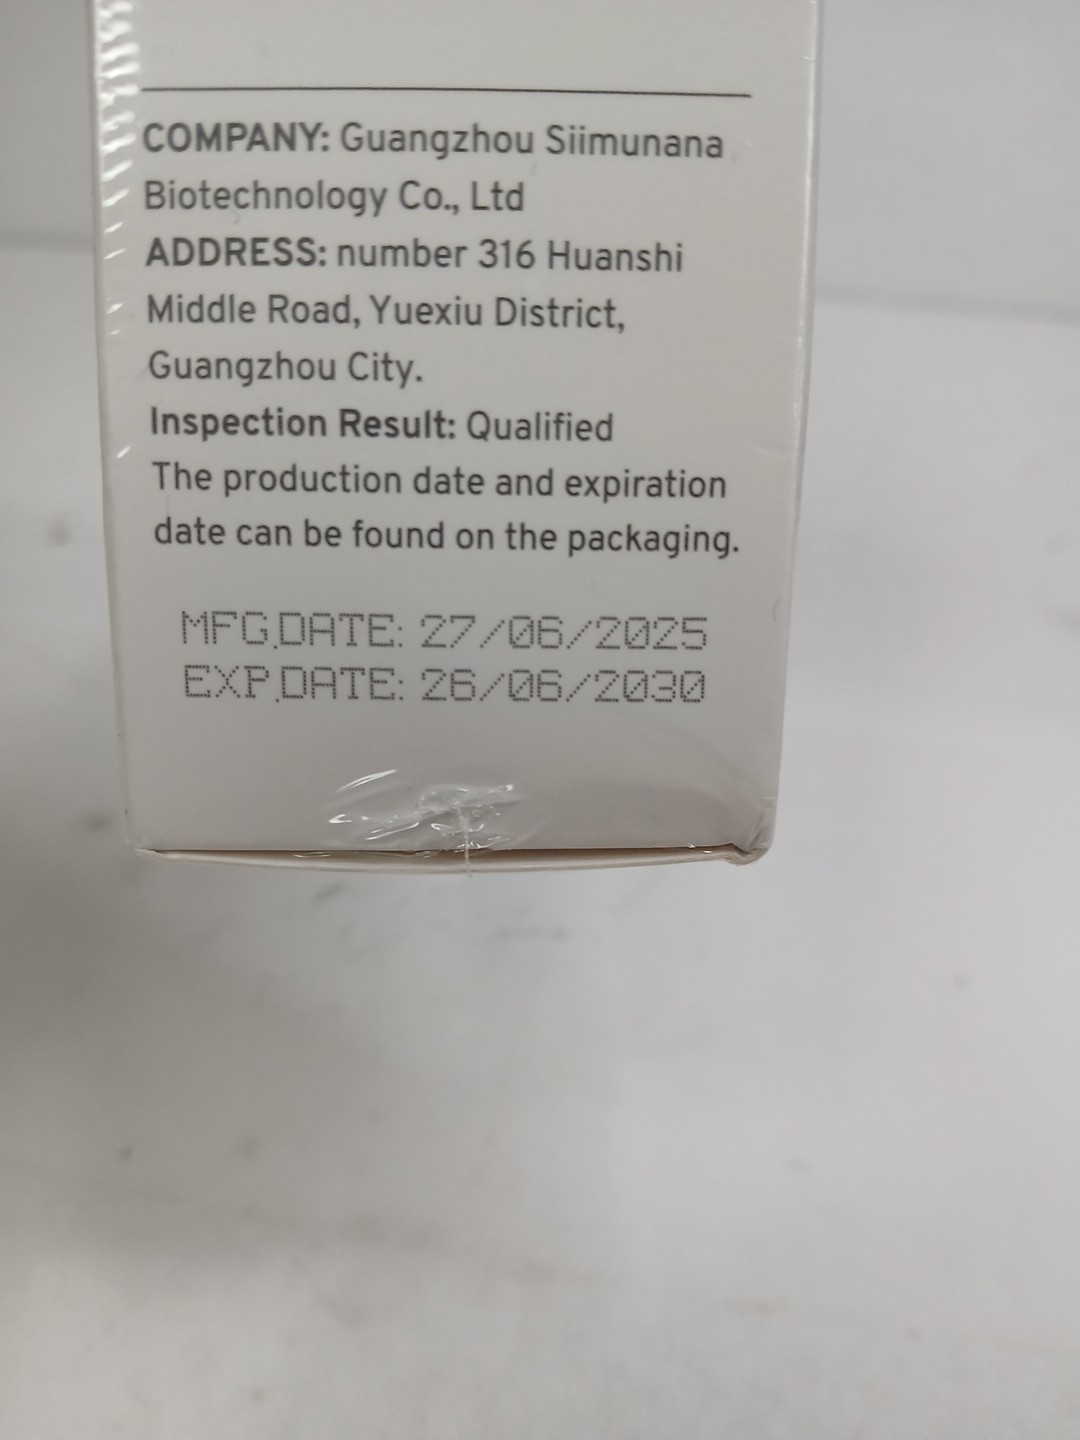 COMPANY: Guangzhou Siimunana
Biotechnology Co., Ltd
ADDRESS: number 316 Huanshi
Middle Road, Yuexiu District,
Guangzhou City.
Inspection Result: Qualified
The production date and expiration
date can be found on the packaging.
MFG.DATE: 27/06/2025
EXP.DATE: 26/06/2030